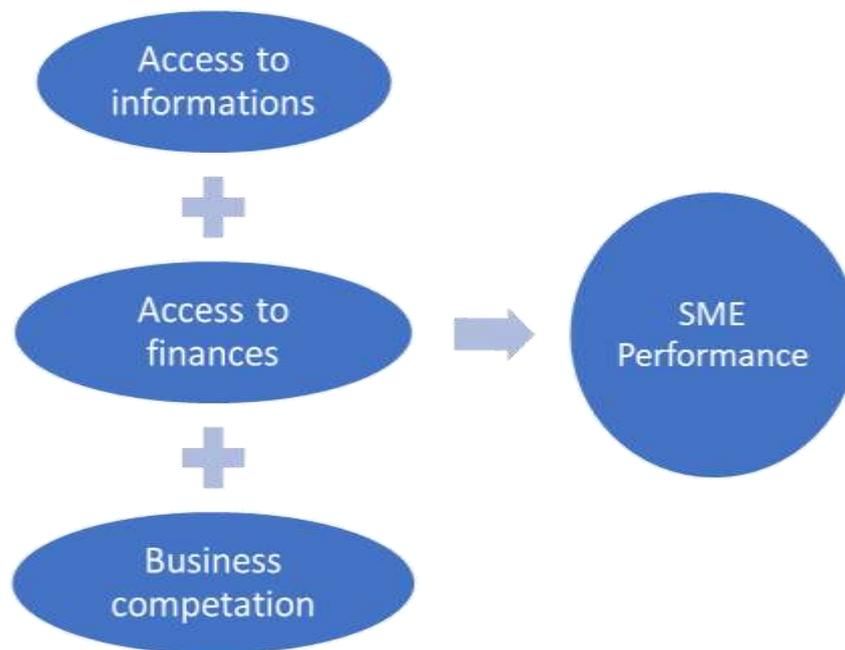 Access to
informations
Access to
finances
Business
competation
SME
Performance